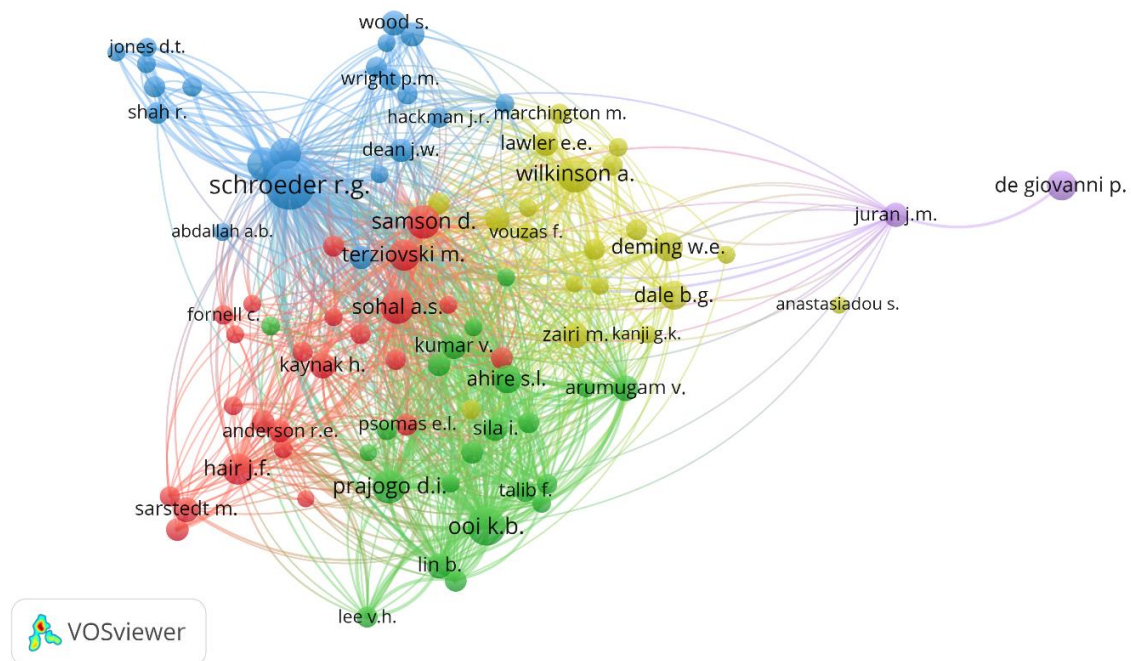 wood s.
jones d.t.
wright p.m.
shah r.
hackman j.r.
marchington m.
dean j.w.
lawler e.e.
wilkinson a.
schroeder r.g.
de giovanni p.
juran j.m.
samson d.
abdallah a.b.
vouzas f.
terziovski m.
deming w.e.
dale b.g.
anastasiadou s.
sohal a.s.
fornell c.
zairi m.
kanji g.k.
kumar v.
kaynak h.
ahire s.l.
arumugam v.
psomas e.l.
sila i.
anderson r.e.
hair j.f.
prajogo d.i.
talib f.
sarstedt m.
ooi k.b.
lin b.
lee v.h.
VOSviewer